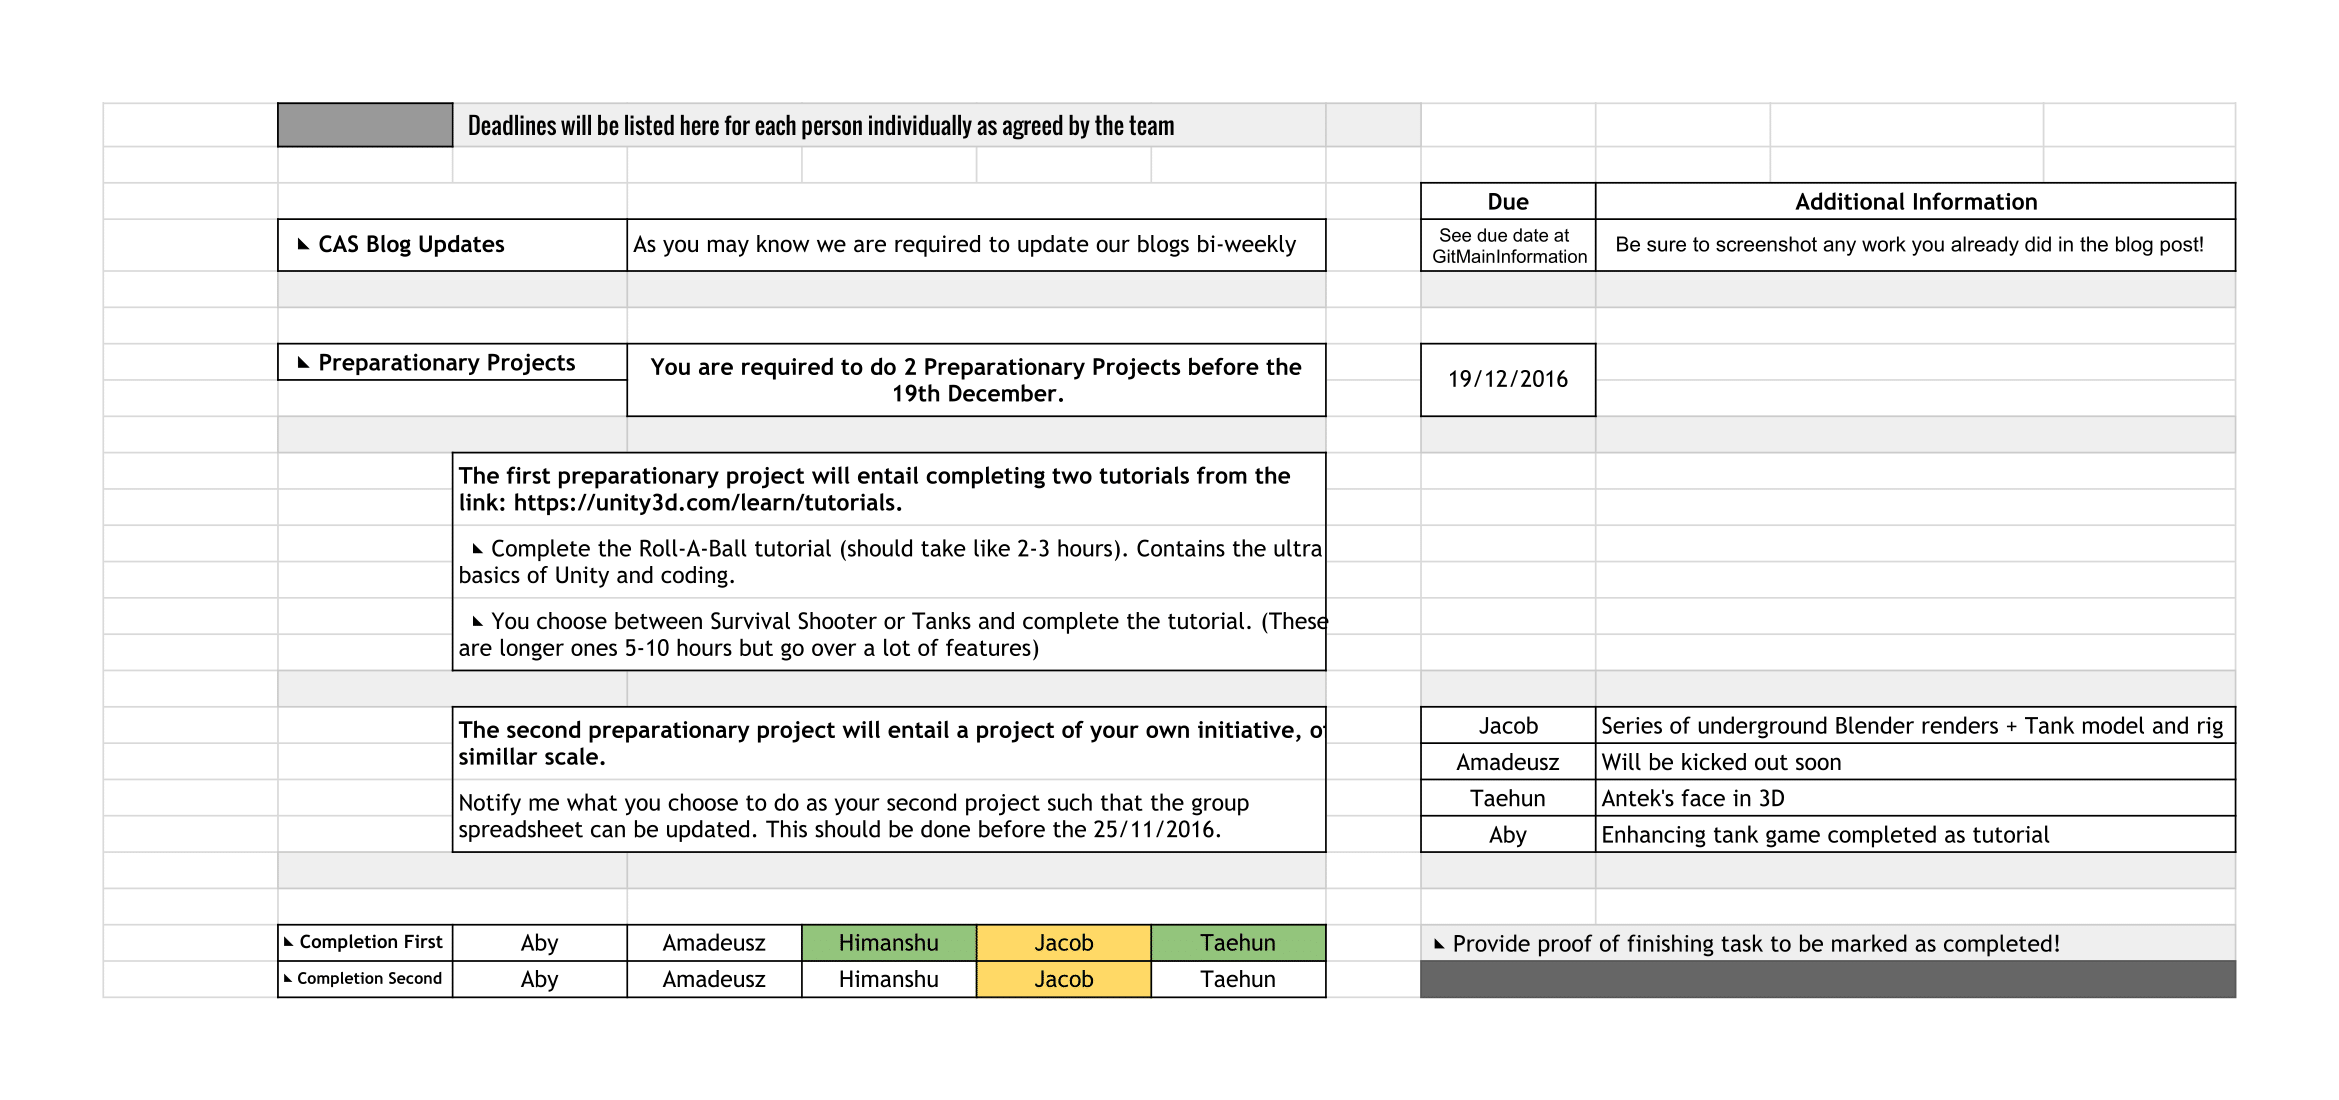 Deadlines will be listed here for each person individually as agreed by the team
Due
Additional Information
◣ CAS Blog Updates
As you may know we are required to update our blogs bi-weekly
See due date at
GitMainInformation
Be sure to screenshot any work you already did in the blog post!
◣ Preparationary Projects
You are required to do 2 Preparationary Projects before the
19th December.
19/12/2016
The first preparationary project will entail completing two tutorials from the
link: https://unity3d.com/learn/tutorials.
◣ Complete the Roll-A-Ball tutorial (should take like 2-3 hours). Contains the ultra
basics of Unity and coding.
◣ You choose between Survival Shooter or Tanks and complete the tutorial. (These
are longer ones 5-10 hours but go over a lot of features)
The second preparationary project will entail a project of your own initiative, of
simillar scale.
Notify me what you choose to do as your second project such that the group
spreadsheet can be updated. This should be done before the 25/11/2016.
Jacob
Series of underground Blender renders + Tank model and rig
Amadeusz
Will be kicked out soon
Taehun
Antek's face in 3D
Aby
Enhancing tank game completed as tutorial
◣ Completion First
Aby
Amadeusz
Himanshu
Jacob
Taehun
◣ Provide proof of finishing task to be marked as completed!
◣ Completion Second
Aby
Amadeusz
Himanshu
Jacob
Taehun